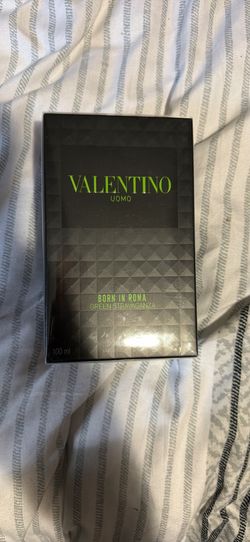 VALENTINO
UOMO
BORN IN ROMA
GREEN STRAVAGANZA
100 ml